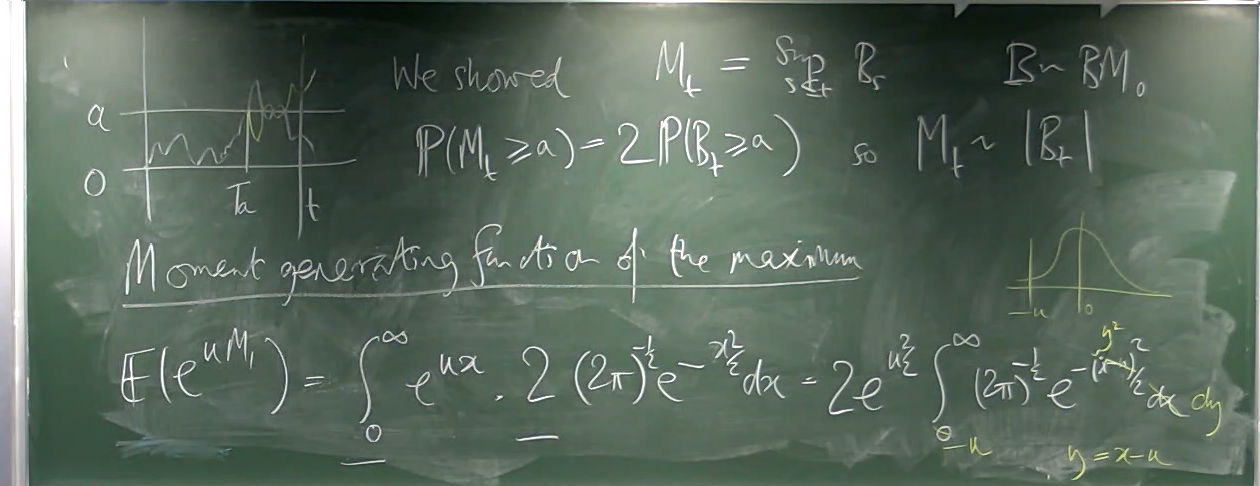 We showed M_t = sup_{s≤t} B_s B ~ BM_0
a
0
T_a t
P(M_t ≥ a) = 2P(B_t ≥ a) so M_t ~ |B_t|
Moment generating function of the maximum
-u 0
E(e^{uM_1}) = ∫_0^∞ e^{ux} . 2 (2π)^{-1/2} e^{-x²/2} dx = 2e^{u²/2} ∫_{-u}^∞ (2π)^{-1/2} e^{-y²/2} dy
y = x-u